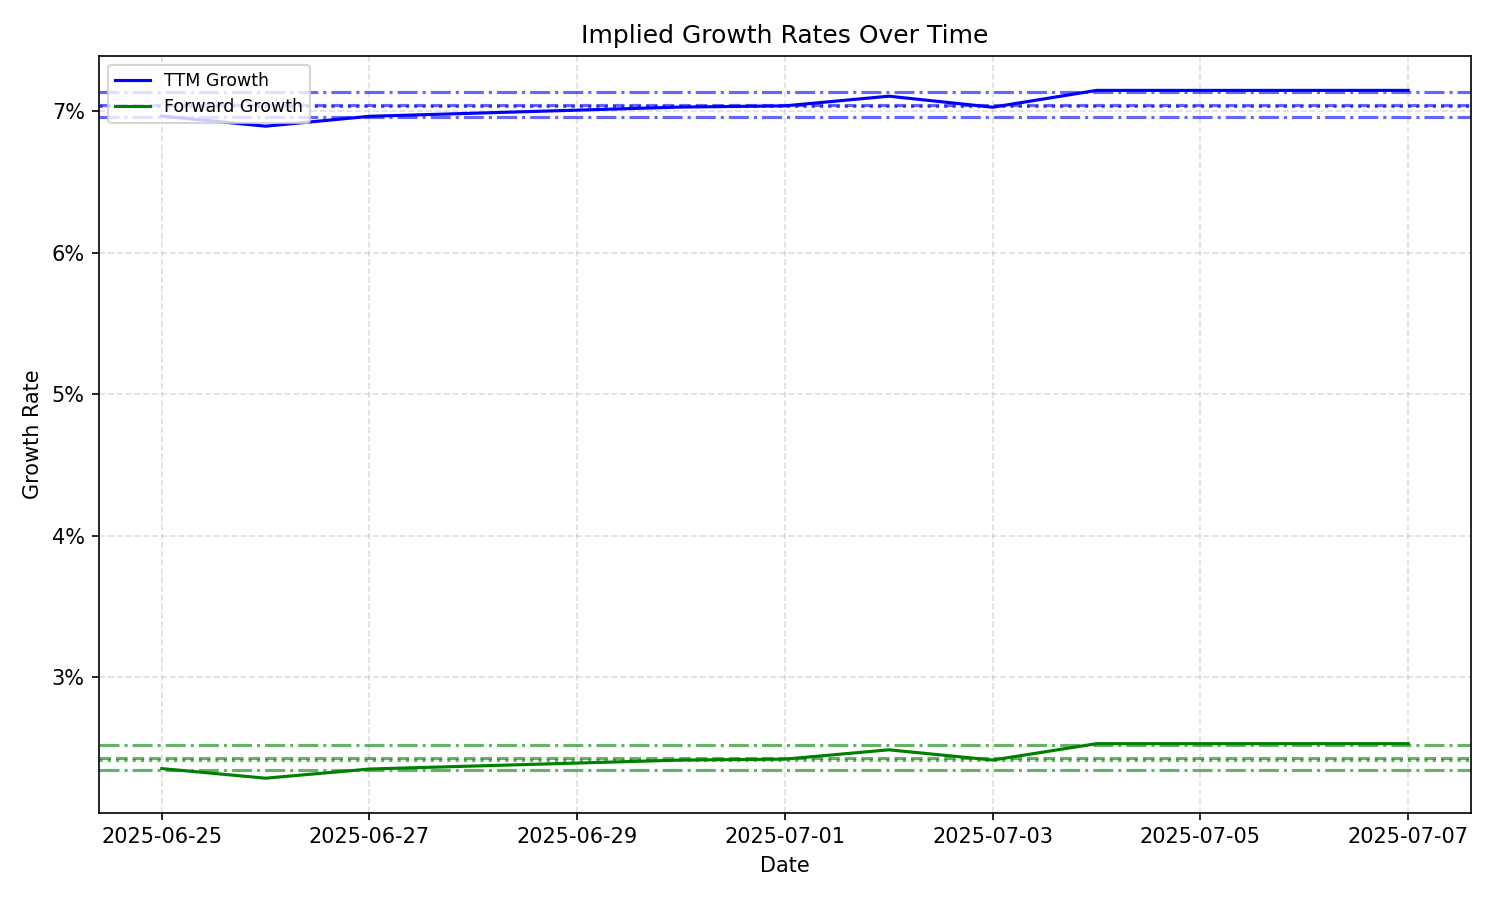 Implied Growth Rates Over Time
TTM Growth
Forward Growth
7%
6%
5%
4%
3%
Growth Rate
2025-06-25 2025-06-27 2025-06-29 2025-07-01 2025-07-03 2025-07-05 2025-07-07
Date